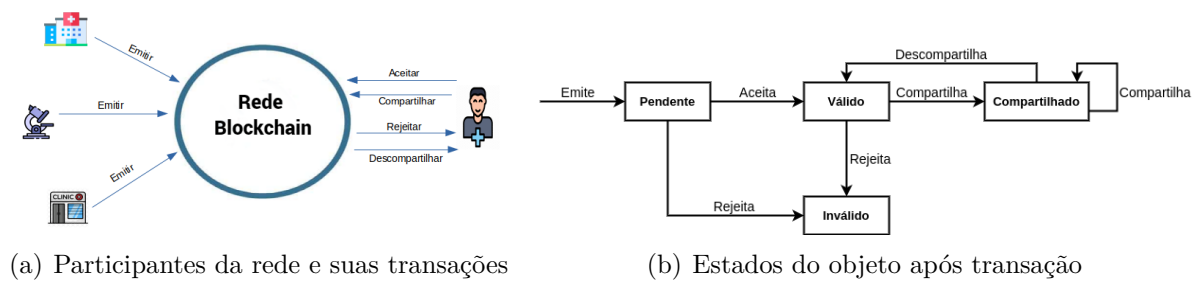 Emitir
Emitir
Emitir
CLINIC
Rede
Blockchain
Aceitar
Compartilhar
Rejeitar
Descompartilhar
(a) Participantes da rede e suas transações
Descompartilha
Emite
Pendente
Aceita
Válido
Compartilha
Compartilhado
Compartilha
Rejeita
Rejeita
Inválido
(b) Estados do objeto após transação